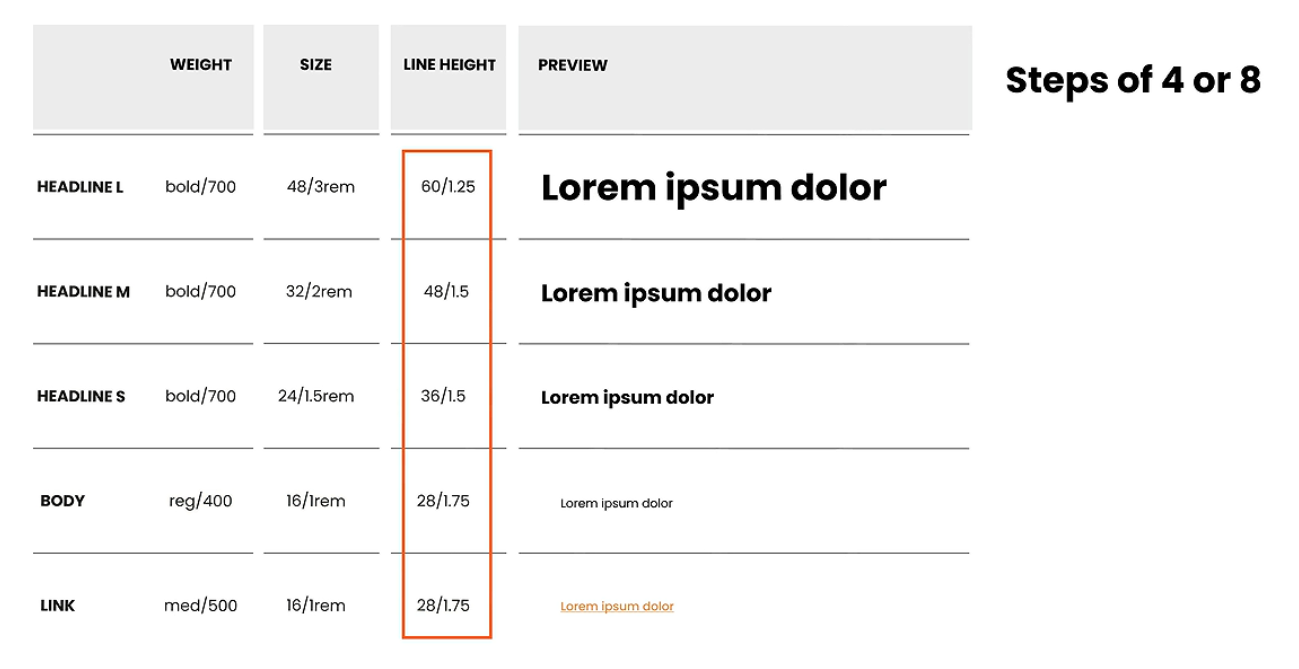 WEIGHT SIZE LINE HEIGHT PREVIEW
Steps of 4 or 8
HEADLINE L bold/700 48/3rem 60/1.25 Lorem ipsum dolor
HEADLINE M bold/700 32/2rem 48/1.5 Lorem ipsum dolor
HEADLINE S bold/700 24/1.5rem 36/1.5 Lorem ipsum dolor
BODY reg/400 16/1rem 28/1.75 Lorem ipsum dolor
LINK med/500 16/1rem 28/1.75 Lorem ipsum dolor